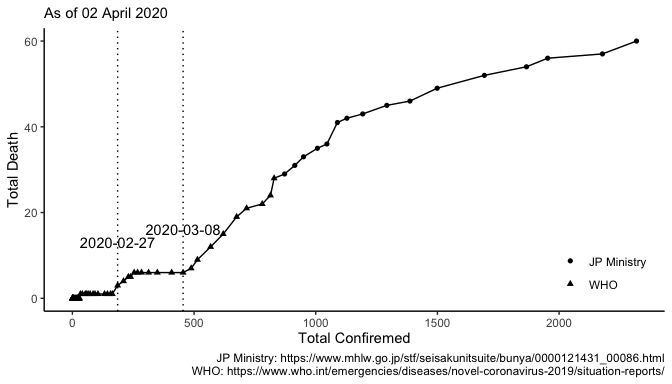 As of 02 April 2020
Total Death
60
40
20
0
2020-02-27
2020-03-08
JP Ministry
WHO
0
500
1000
1500
2000
Total Confirmed
JP Ministry: https://www.mhlw.go.jp/stf/seisakunitsuite/bunya/0000121431_00086.html
WHO: https://www.who.int/emergencies/diseases/novel-coronavirus-2019/situation-reports/